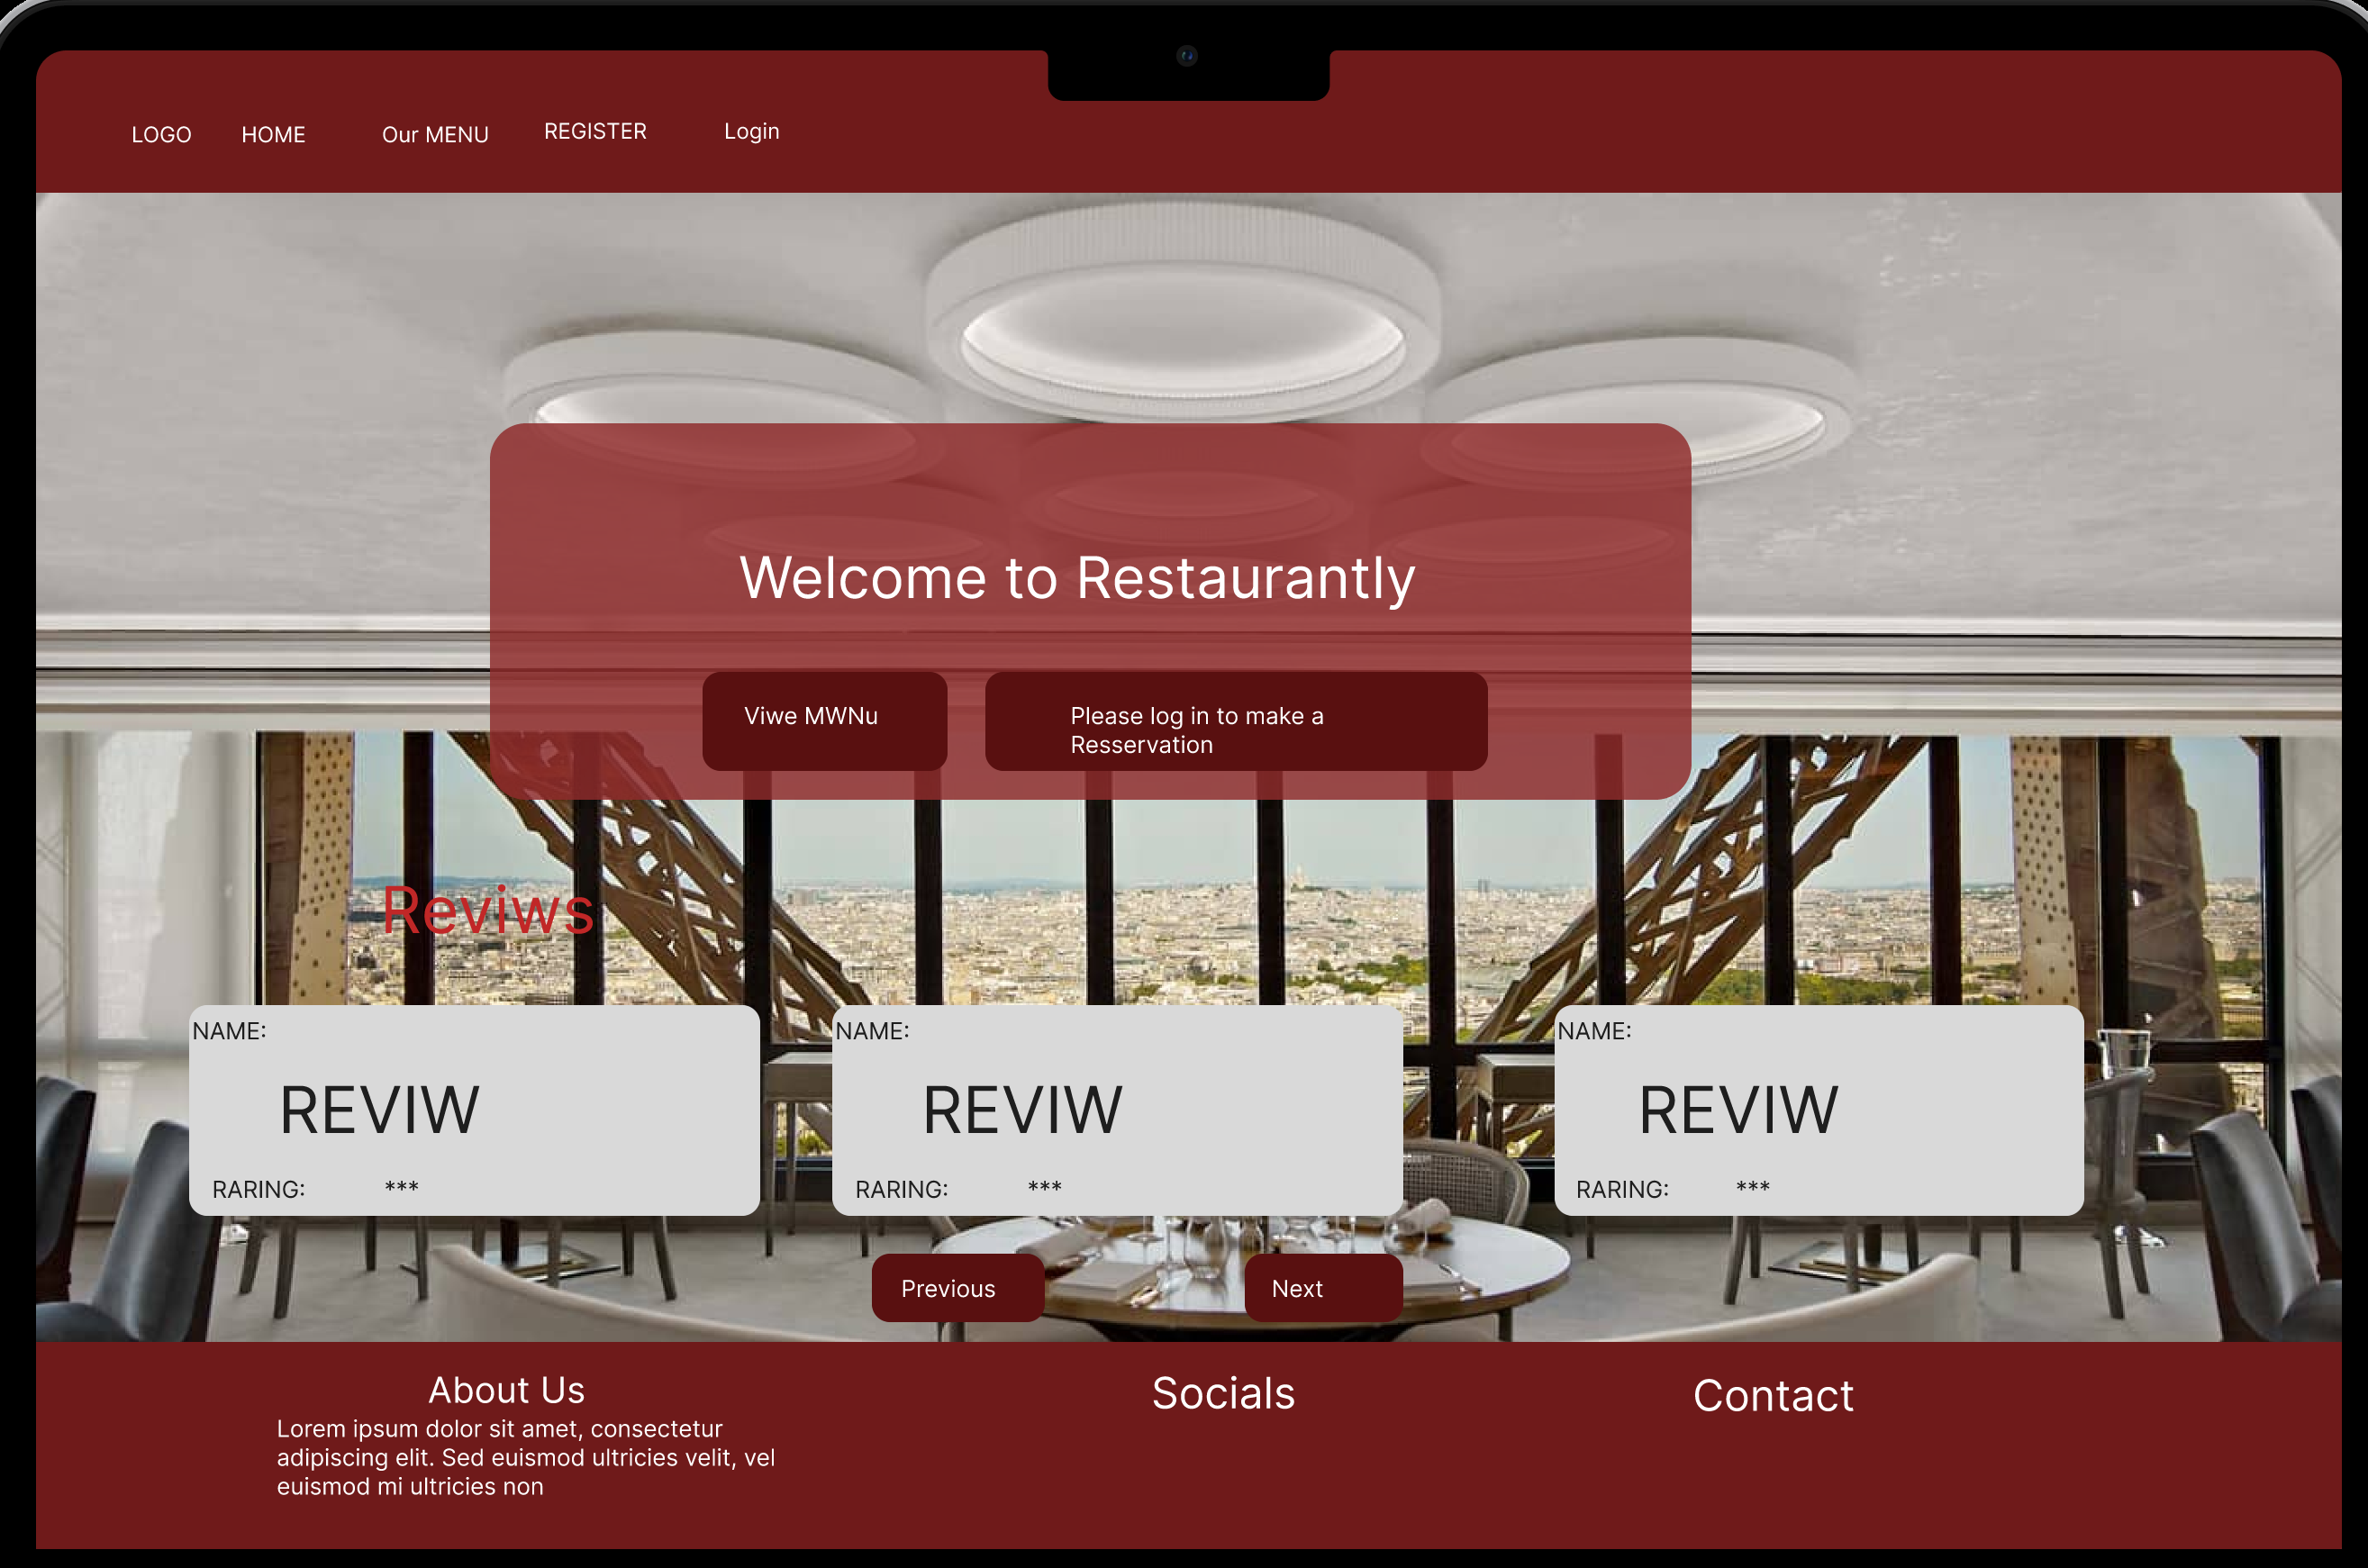 LOGO HOME Our MENU REGISTER Login
Welcome to Restaurantly
Viwe MWNu
Please log in to make a
Resservation
Reviws
NAME:
REVIW
RARING: ***
NAME:
REVIW
RARING: ***
NAME:
REVIW
RARING: ***
Previous
Next
About Us
Lorem ipsum dolor sit amet, consectetur
adipiscing elit. Sed euismod ultricies velit, vel
euismod mi ultricies non
Socials
Contact